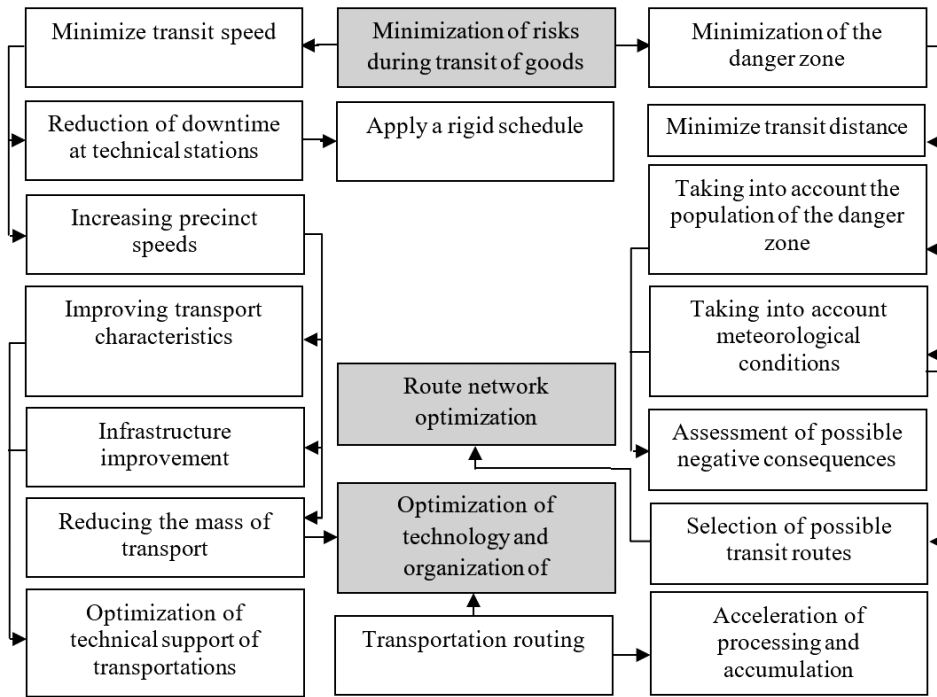 Minimize transit speed
Minimization of risks
during transit of goods
Minimization of the
danger zone
Reduction of downtime
at technical stations
Apply a rigid schedule
Minimize transit distance
Increasing precinct
speeds
Taking into account the
population of the danger
zone
Improving transport
characteristics
Taking into account
meteorological
conditions
Route network
optimization
Infrastructure
improvement
Assessment of possible
negative consequences
Reducing the mass of
transport
Optimization of
technology and
organization of
Selection of possible
transit routes
Optimization of
technical support of
transportations
Transportation routing
Acceleration of
processing and
accumulation